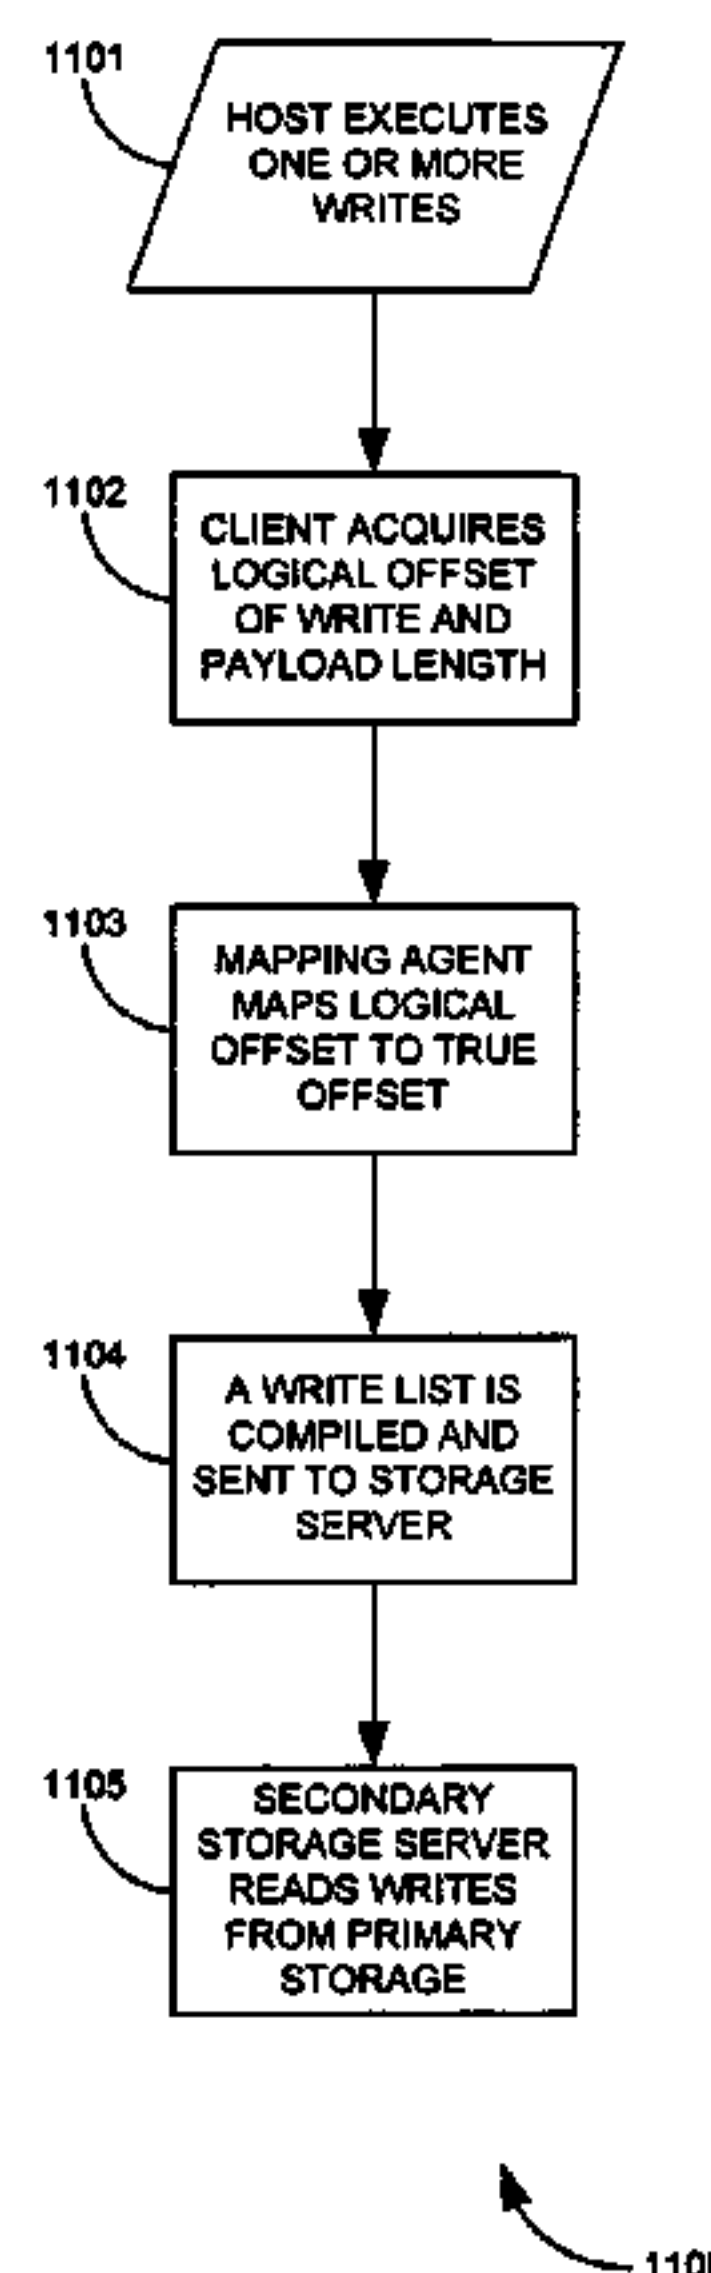 1101
HOST EXECUTES
ONE OR MORE
WRITES
1102
CLIENT ACQUIRES
LOGICAL OFFSET
OF WRITE AND
PAYLOAD LENGTH
1103
MAPPING AGENT
MAPS LOGICAL
OFFSET TO TRUE
OFFSET
1104
A WRITE LIST IS
COMPILED AND
SENT TO STORAGE
SERVER
1105
SECONDARY
STORAGE SERVER
READS WRITES
FROM PRIMARY
STORAGE